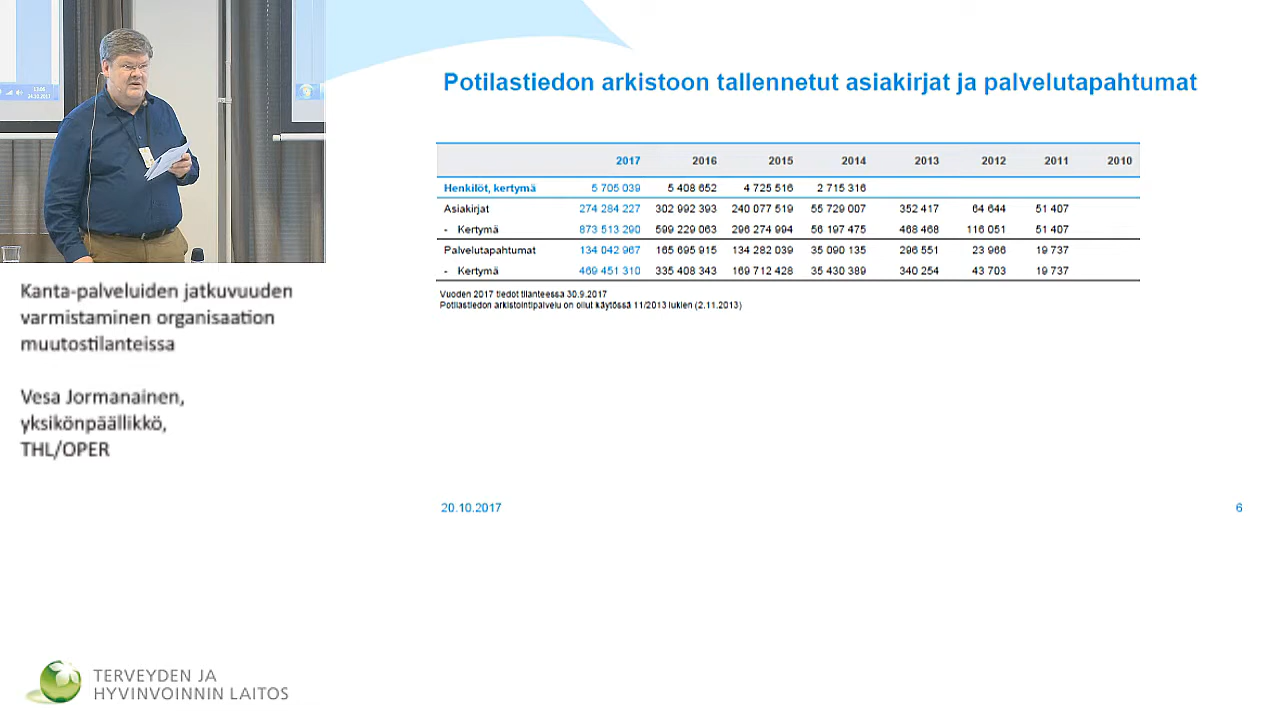 Potilastiedon arkistoon tallennetut asiakirjat ja palvelutapahtumat
2017 2016 2015 2014 2013 2012 2011 2010
Henkilöt, kertymä 5 705 039 5 408 652 4 725 516 2 715 316
Asiakirjat 274 284 227 302 992 393 240 077 519 55 729 007 352 417 64 644 51 407
- Kertymä 873 513 290 599 229 063 296 274 994 56 197 475 468 468 116 051 51 407
Palvelutapahtumat 134 042 967 165 695 915 134 282 039 35 090 135 296 551 23 966 19 737
- Kertymä 469 451 310 335 408 343 169 712 428 35 430 389 340 254 43 703 19 737
Vuoden 2017 tiedot tilanteessa 30.9.2017
Potilastiedon arkistointipalvelu on ollut käytössä 11/2013 lukien (2.11.2013)
20.10.2017 6
Kanta-palveluiden jatkuvuuden
varmistaminen organisaation
muutostilanteissa
Vesa Jormanainen,
yksikönpäällikkö,
THL/OPER
TERVEYDEN JA
HYVINVOINNIN LAITOS